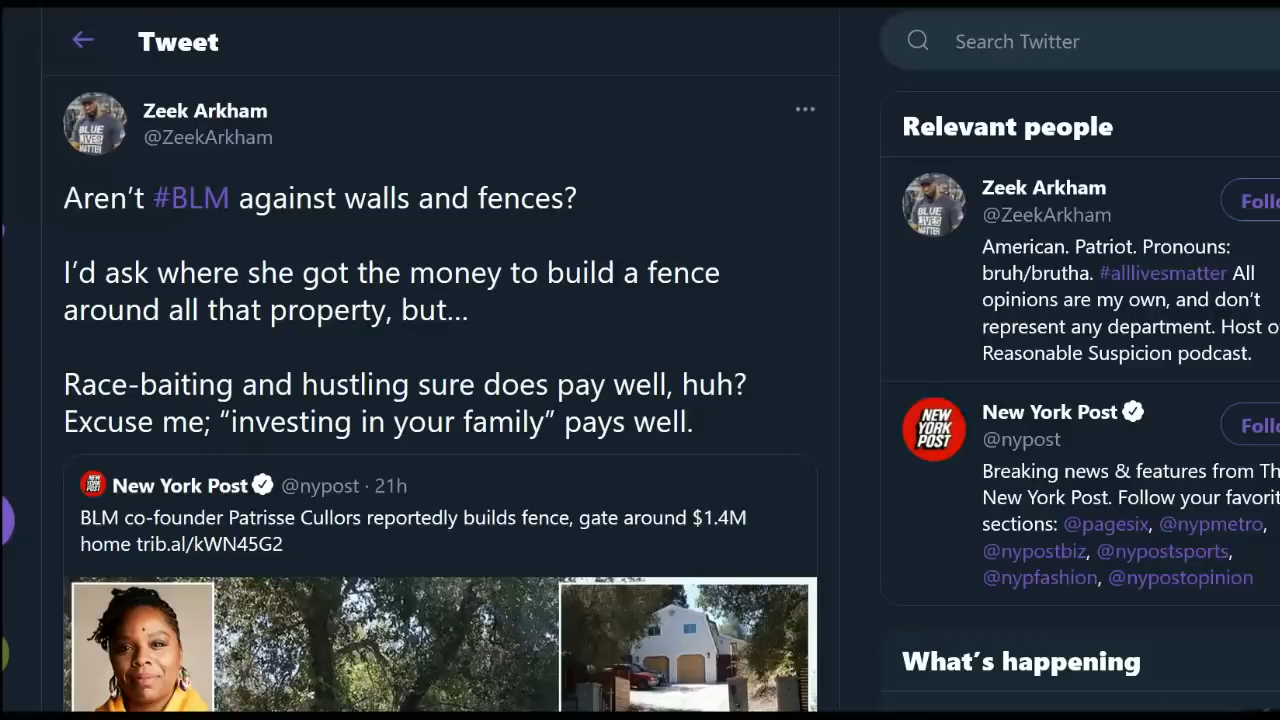 Tweet
Search Twitter
Zeek Arkham
@ZeekArkham
Aren’t #BLM against walls and fences?
I’d ask where she got the money to build a fence
around all that property, but...
Race-baiting and hustling sure does pay well, huh?
Excuse me; “investing in your family” pays well.
New York Post @nypost · 21h
BLM co-founder Patrisse Cullors reportedly builds fence, gate around $1.4M
home trib.al/kWN45G2
Relevant people
Zeek Arkham
@ZeekArkham
Follo
American. Patriot. Pronouns:
bruh/brutha. #alllivesmatter All
opinions are my own, and don’t
represent any department. Host o
Reasonable Suspicion podcast.
NEW
YORK
POST
New York Post
@nypost
Follo
Breaking news & features from Th
New York Post. Follow your favorit
sections: @pagesix, @nypmetro,
@nypostbiz, @nypostsports,
@nypfashion, @nypostopinion
What’s happening
BLUE
LIVES
MATTER